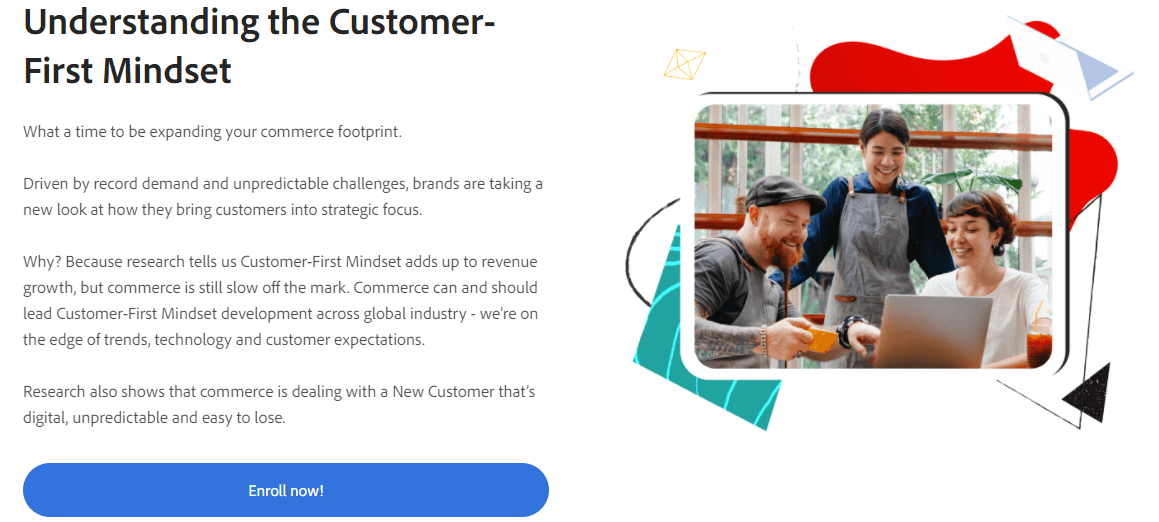 Understanding the Customer-
First Mindset
What a time to be expanding your commerce footprint.
Driven by record demand and unpredictable challenges, brands are taking a
new look at how they bring customers into strategic focus.
Why? Because research tells us Customer-First Mindset adds up to revenue
growth, but commerce is still slow off the mark. Commerce can and should
lead Customer-First Mindset development across global industry - we’re on
the edge of trends, technology and customer expectations.
Research also shows that commerce is dealing with a New Customer that’s
digital, unpredictable and easy to lose.
Enroll now!